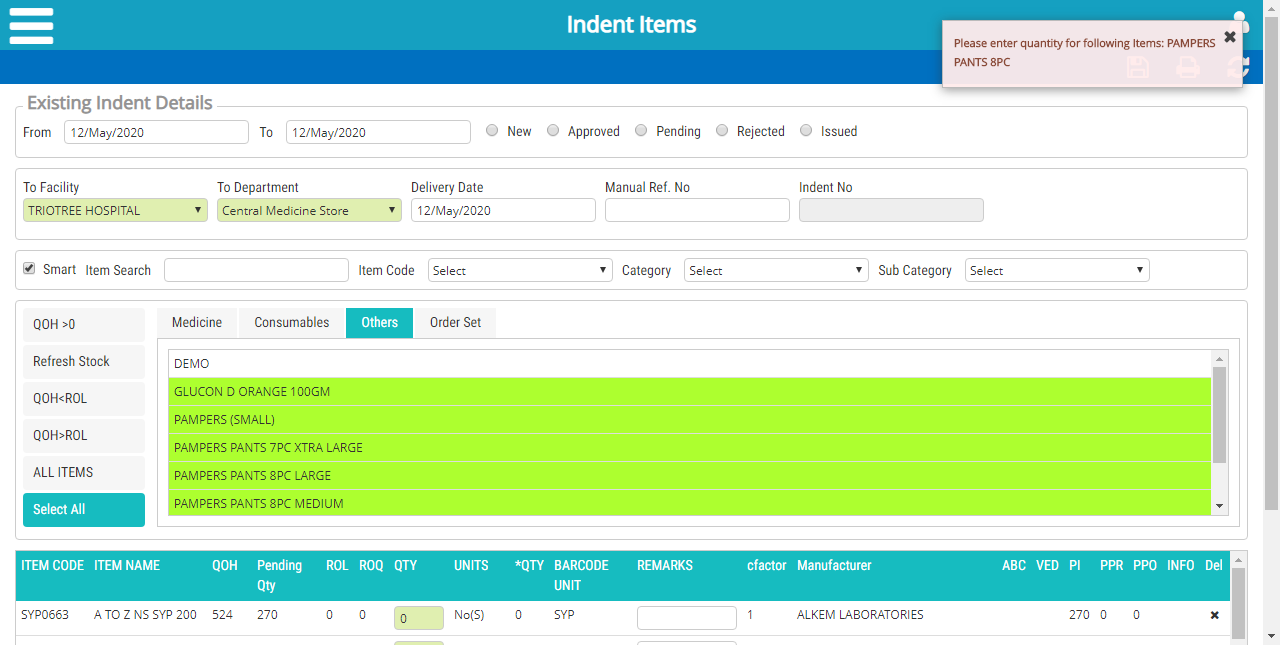 Indent Items
Please enter quantity for following Items: PAMPERS
PANTS 8PC
Existing Indent Details
From 12/May/2020 To 12/May/2020 New Approved Pending Rejected Issued
To Facility To Department Delivery Date Manual Ref. No Indent No
TRIOTREE HOSPITAL Central Medicine Store 12/May/2020
Smart Item Search Item Code Select Category Select Sub Category Select
QOH >0
Refresh Stock
QOH<ROL
QOH>ROL
ALL ITEMS
Select All
Medicine Consumables Others Order Set
DEMO
GLUCON D ORANGE 100GM
PAMPERS (SMALL)
PAMPERS PANTS 7PC XTRA LARGE
PAMPERS PANTS 8PC LARGE
PAMPERS PANTS 8PC MEDIUM
ITEM CODE ITEM NAME QOH Pending Qty ROL ROQ QTY UNITS *QTY BARCODE UNIT REMARKS cfactor Manufacturer ABC VED PI PPR PPO INFO Del
SYP0663 A TO Z NS SYP 200 524 270 0 0 0 No(S) 0 SYP 1 ALKEM LABORATORIES 270 0 0